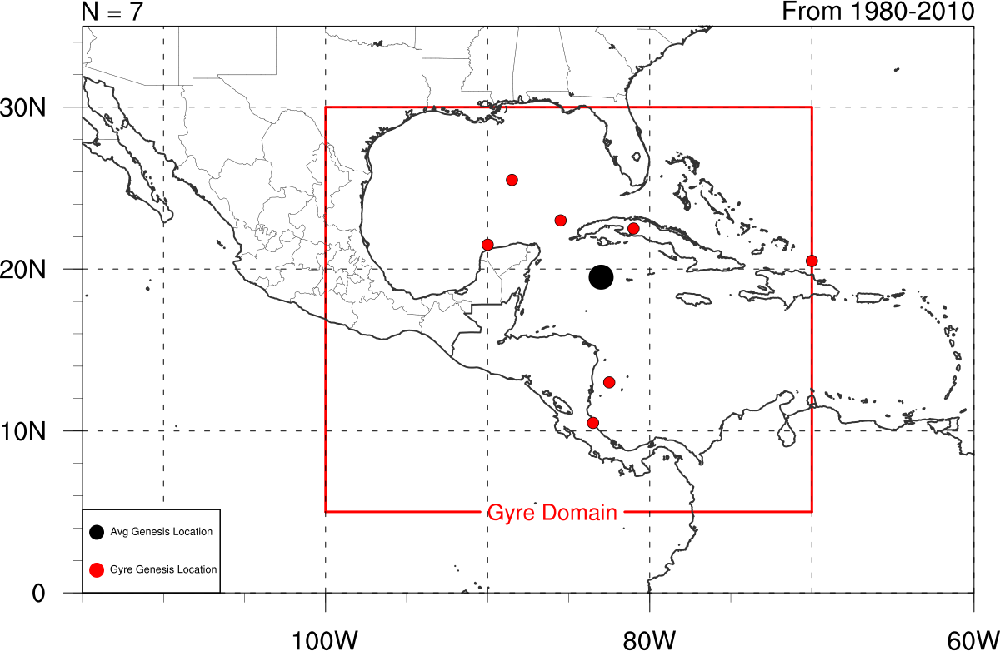 N = 7
From 1980-2010
30N
20N
10N
0
Gyre Domain
Avg Genesis Location
Gyre Genesis Location
100W
80W
60W